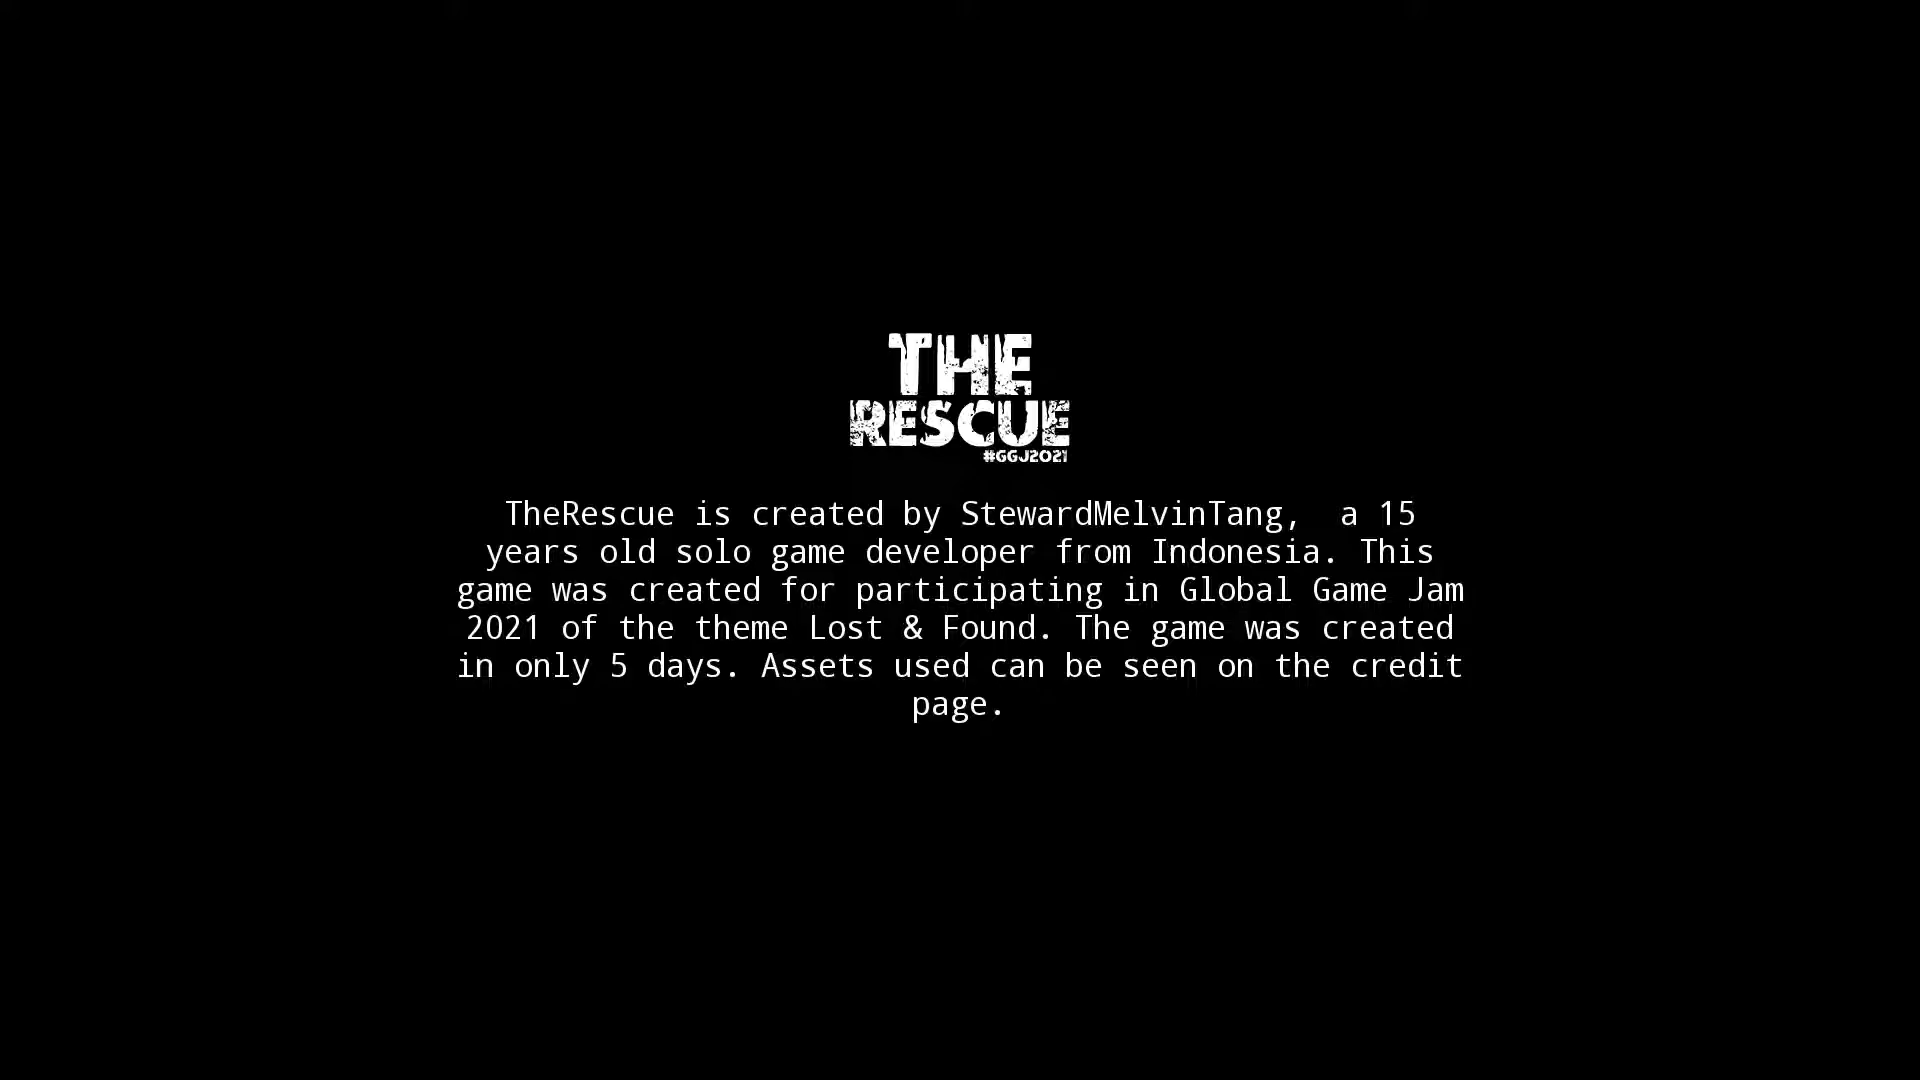 THE
RESCUE
#GGJ2021
TheRescue is created by StewardMelvinTang,  a 15
years old solo game developer from Indonesia. This
game was created for participating in Global Game Jam
2021 of the theme Lost & Found. The game was created
in only 5 days. Assets used can be seen on the credit
page.